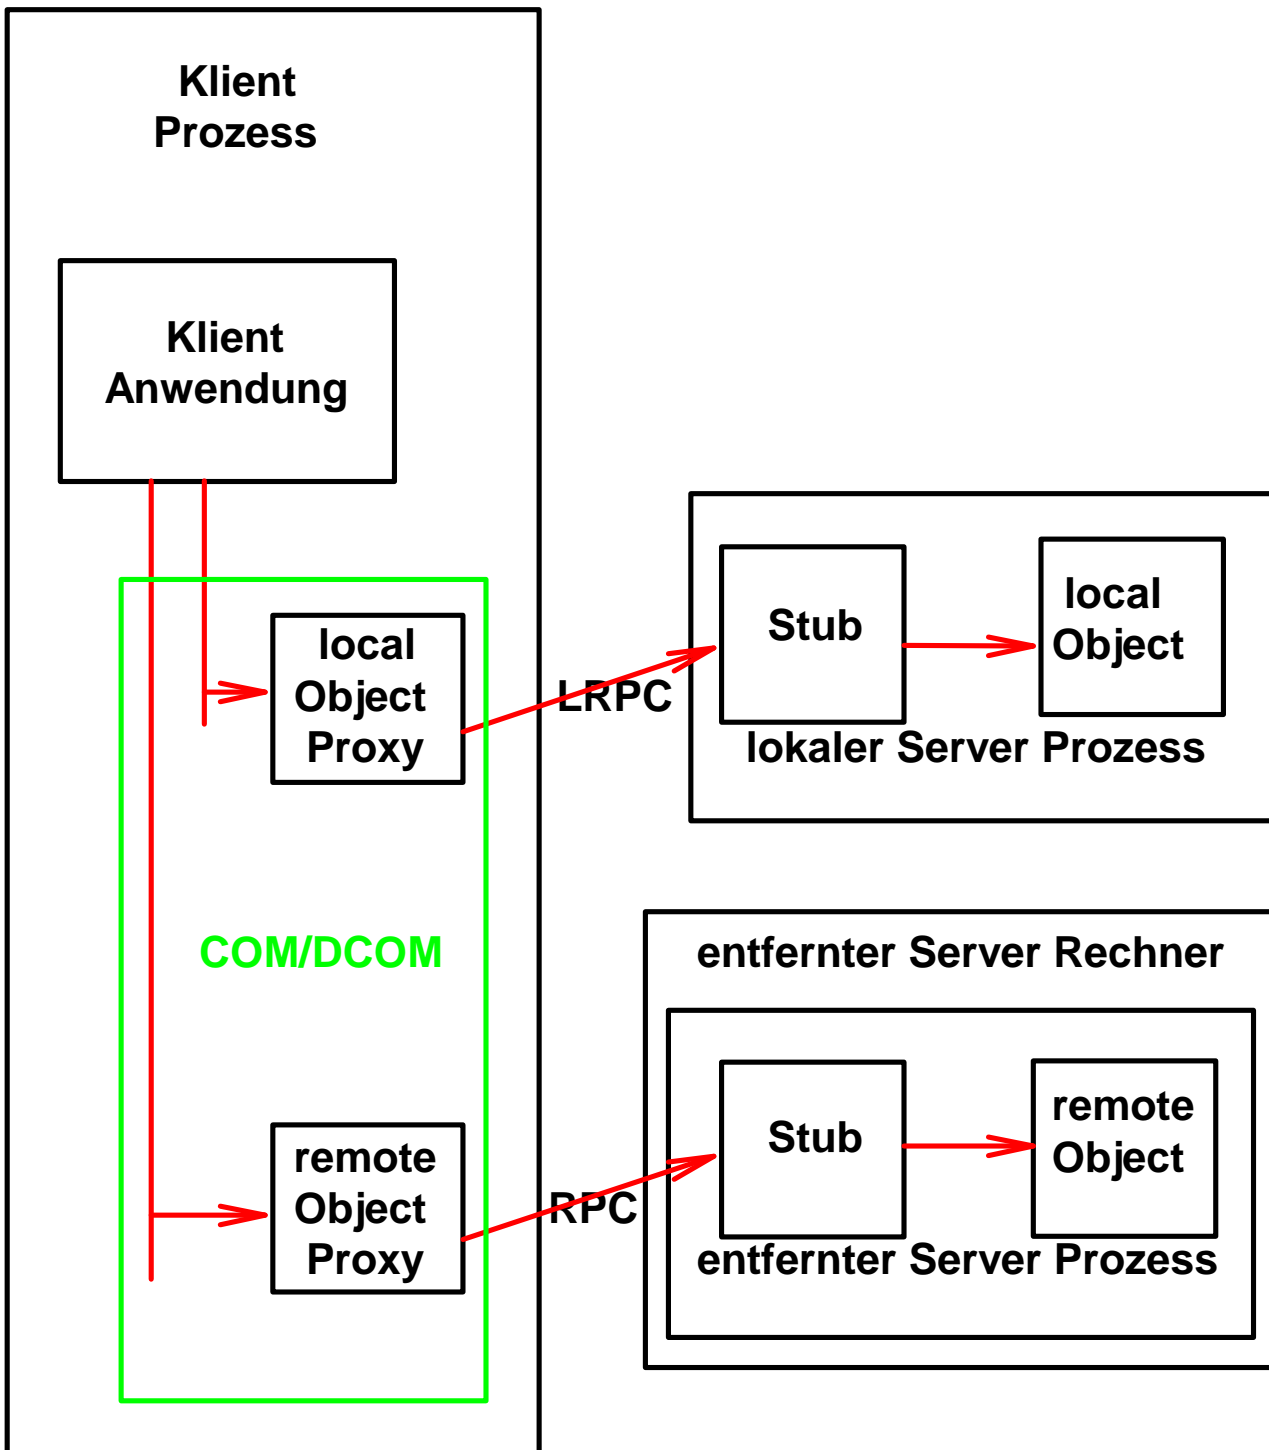 Klient
Prozess
Klient
Anwendung
local
Object
Proxy
LRPC
Stub
local
Object
lokaler Server Prozess
COM/DCOM
entfernter Server Rechner
remote
Object
Proxy
RPC
Stub
remote
Object
entfernter Server Prozess